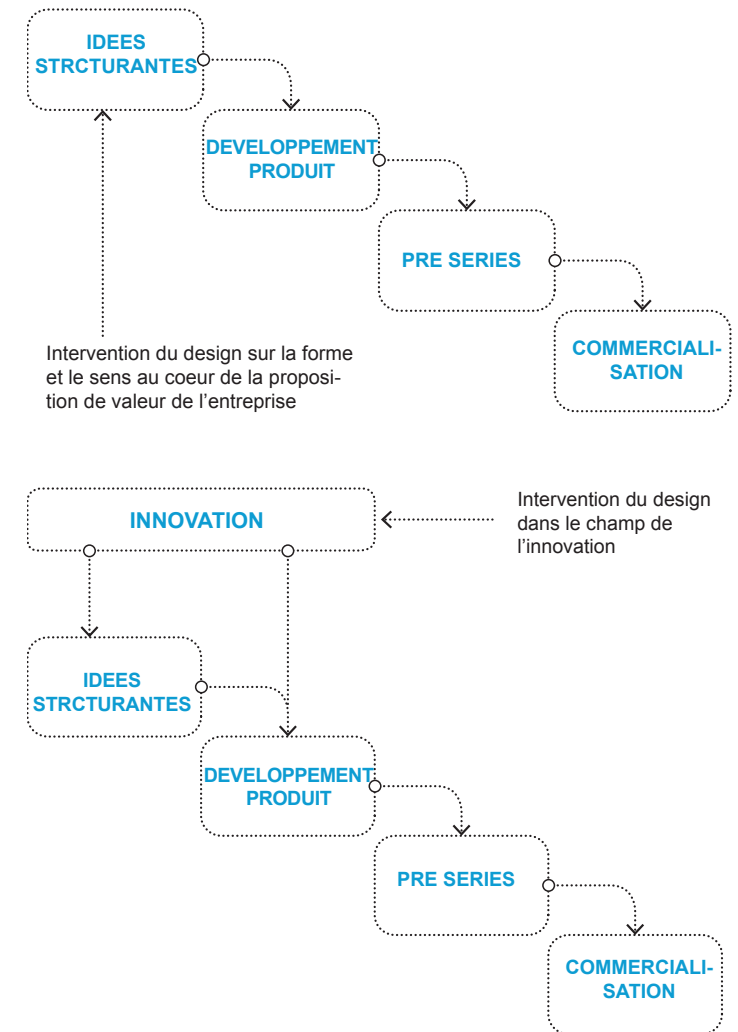 IDEES
STRCTURANTES
DEVELOPPEMENT
PRODUIT
PRE SERIES
COMMERCIALI-
SATION
Intervention du design sur la forme
et le sens au coeur de la proposi-
tion de valeur de l’entreprise
INNOVATION
Intervention du design
dans le champ de
l’innovation
IDEES
STRCTURANTES
DEVELOPPEMENT
PRODUIT
PRE SERIES
COMMERCIALI-
SATION